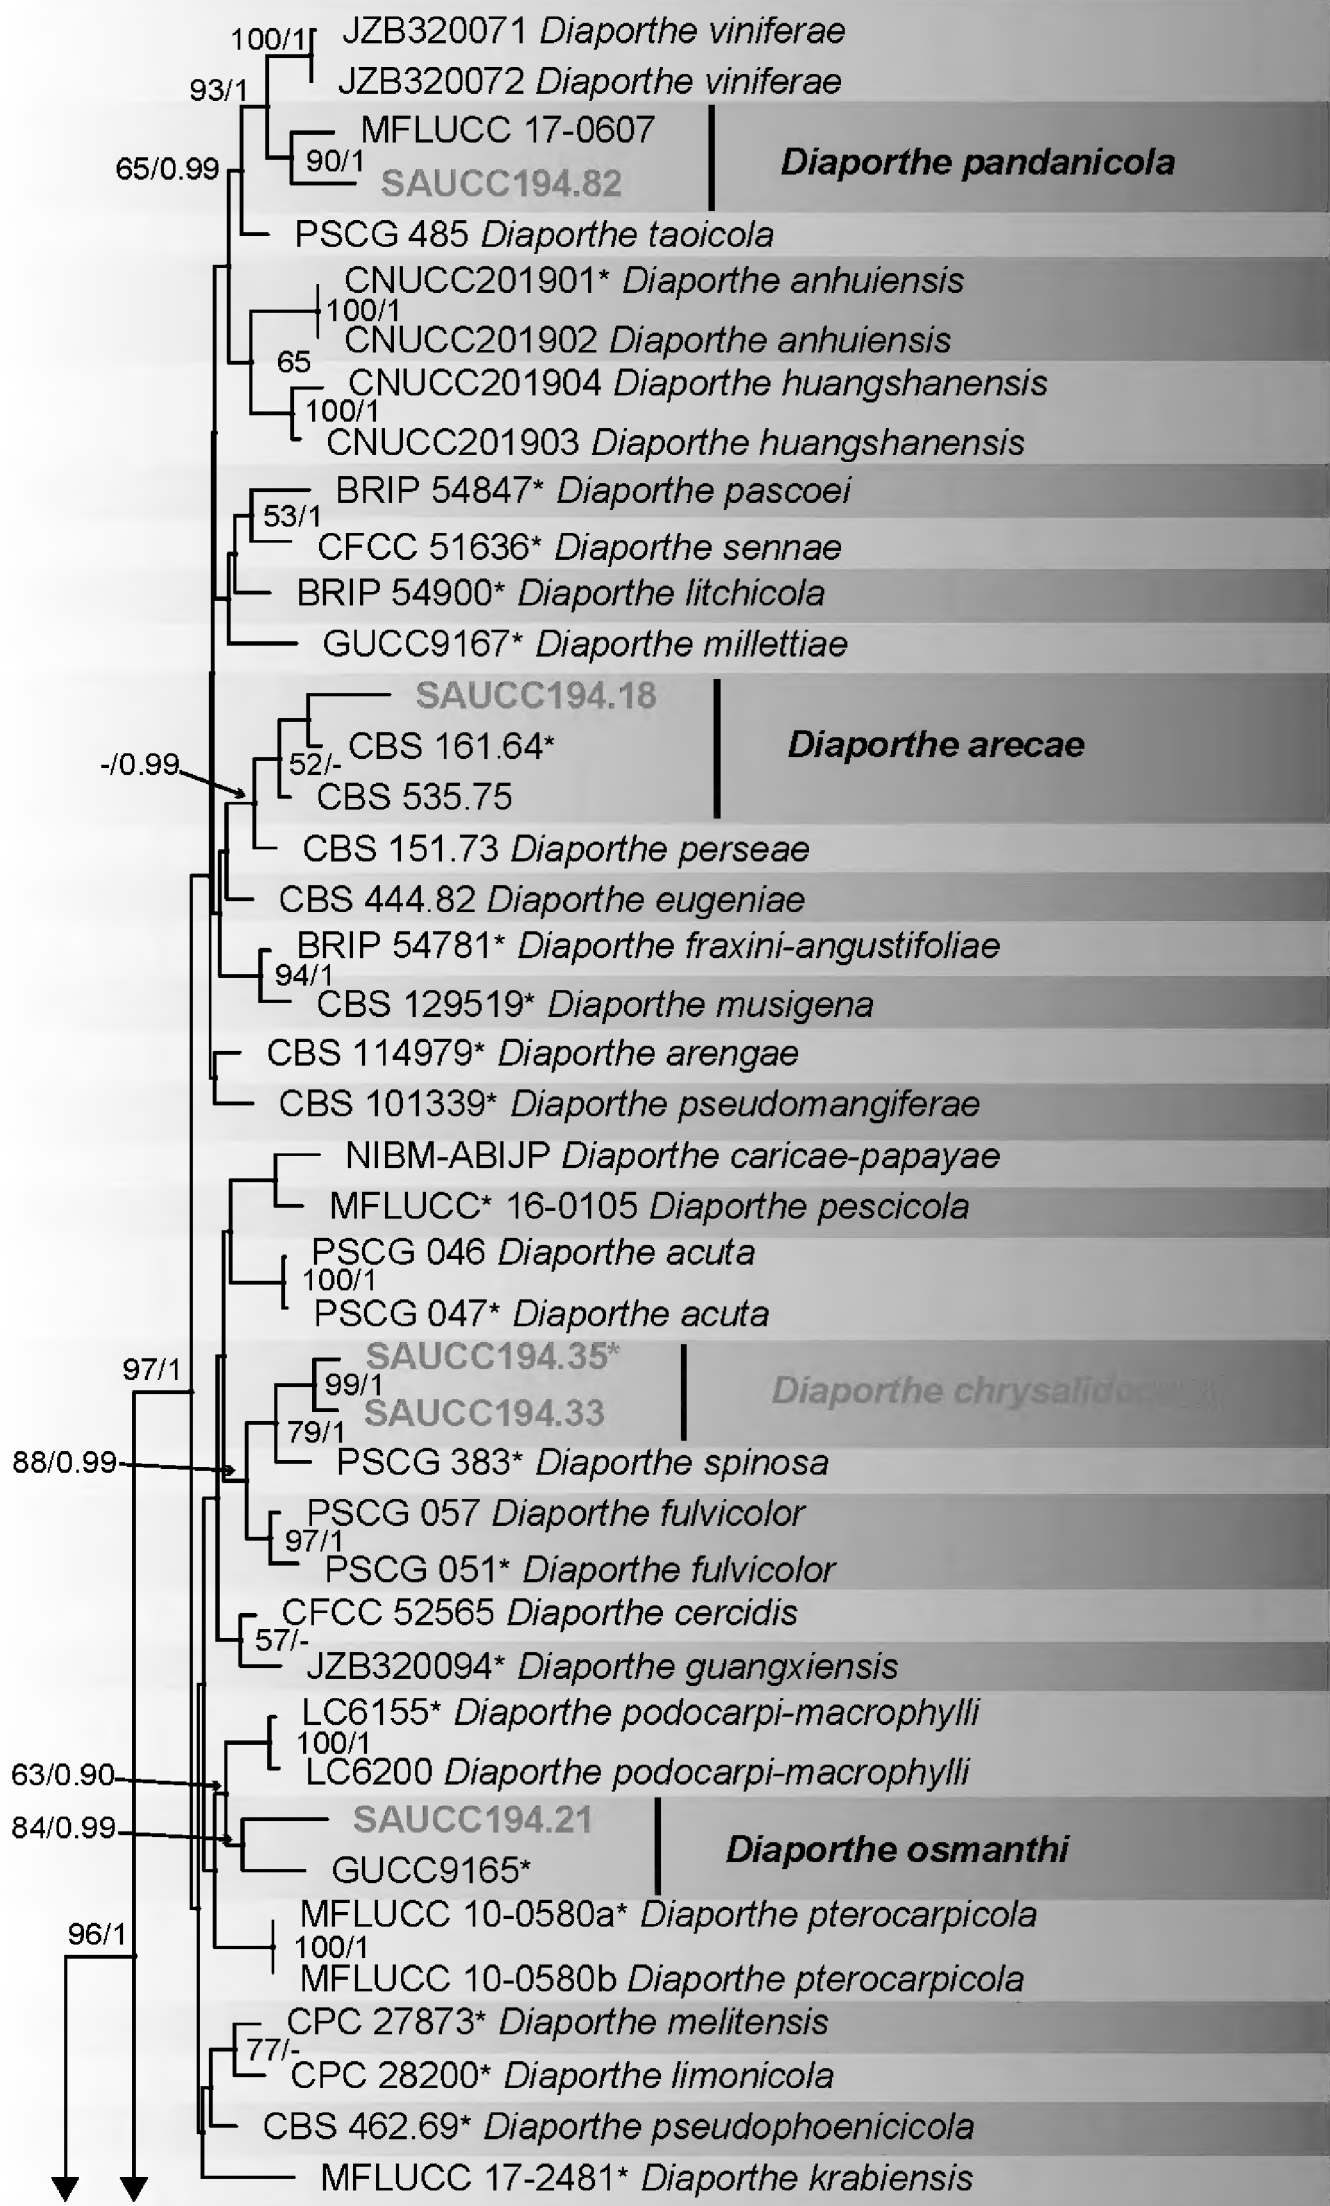 100/1 JZB320071 Diaporthe viniferae
JZB320072 Diaporthe viniferae
93/1
MFLUCC 17-0607
90/1
65/0.99
Diaporthe pandanicola
SAUCC194.82
PSCG 485 Diaporthe taoicola
CNUCC201901* Diaporthe anhuiensis
100/1
CNUCC201902 Diaporthe anhuiensis
65
CNUCC201904 Diaporthe huangshanensis
100/1
CNUCC201903 Diaporthe huangshanensis
BRIP 54847* Diaporthe pascoei
53/1
CFCC 51636* Diaporthe sennae
BRIP 54900* Diaporthe litchicola
GUCC9167* Diaporthe millettiae
SAUCC194.18
CBS 161.64* Diaporthe arecae
-/0.99 52/-
CBS 535.75
CBS 151.73 Diaporthe perseae
CBS 444.82 Diaporthe eugeniae
BRIP 54781* Diaporthe fraxini-angustifoliae
94/1
CBS 129519* Diaporthe musigena
CBS 114979* Diaporthe arengae
CBS 101339* Diaporthe pseudomangiferae
NIBM-ABIJP Diaporthe caricae-papayae
MFLUCC* 16-0105 Diaporthe pescicola
PSCG 046 Diaporthe acuta
100/1
PSCG 047* Diaporthe acuta
SAUCC194.35*
97/1 99/1
Diaporthe
SAUCC194.33
79/1
PSCG 383* Diaporthe spinosa
88/0.99
PSCG 057 Diaporthe fulvicolor
97/1
PSCG 051* Diaporthe fulvicolor
CFCC 52565 Diaporthe cercidis
57/-
JZB320094* Diaporthe guangxiensis
LC6155* Diaporthe podocarpi-macrophylli
100/1
LC6200 Diaporthe podocarpi-macrophylli
63/0.90
SAUCC194.21
84/0.99
Diaporthe osmanthi
GUCC9165*
MFLUCC 10-0580a* Diaporthe pterocarpicola
96/1 100/1
MFLUCC 10-0580b Diaporthe pterocarpicola
CPC 27873* Diaporthe melitensis
77/-
CPC 28200* Diaporthe limonicola
CBS 462.69* Diaporthe pseudophoenicicola
MFLUCC 17-2481* Diaporthe krabiensis